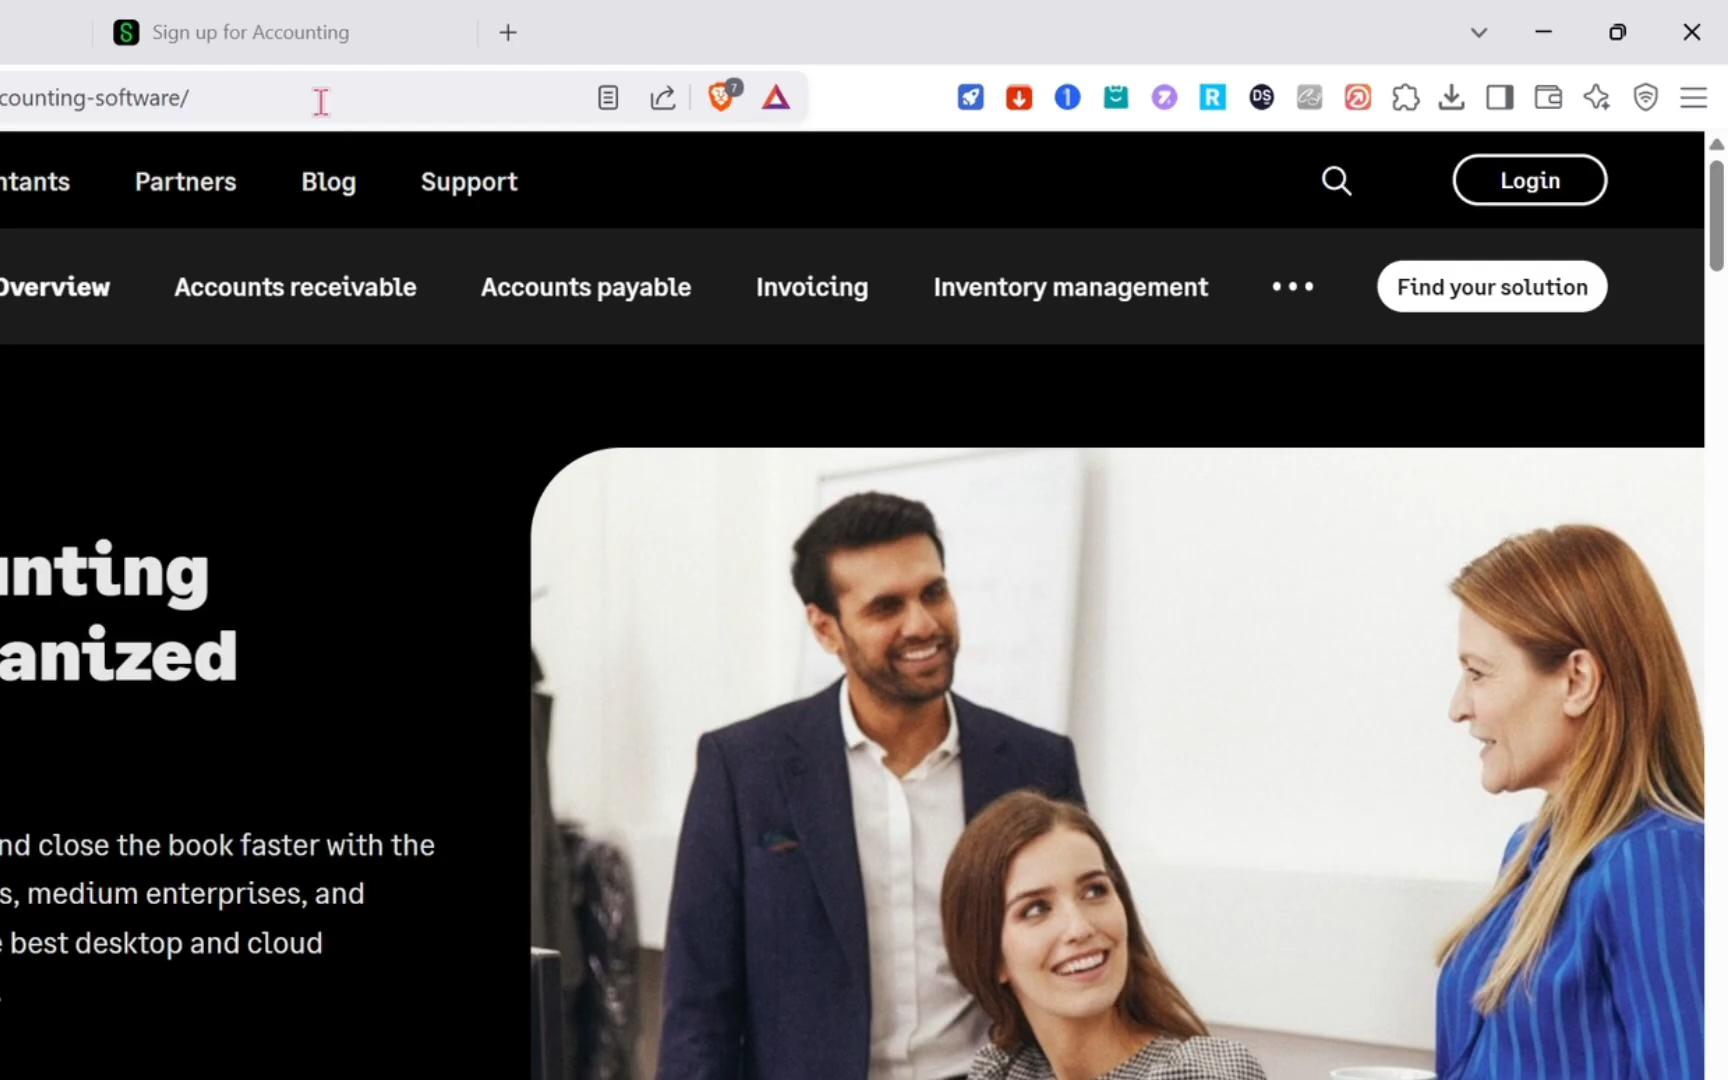 Sign up for Accounting
counting-software/
7
ntants
Partners
Blog
Support
Login
Overview
Accounts receivable
Accounts payable
Invoicing
Inventory management
Find your solution
unting
anized
nd close the book faster with the
s, medium enterprises, and
e best desktop and cloud